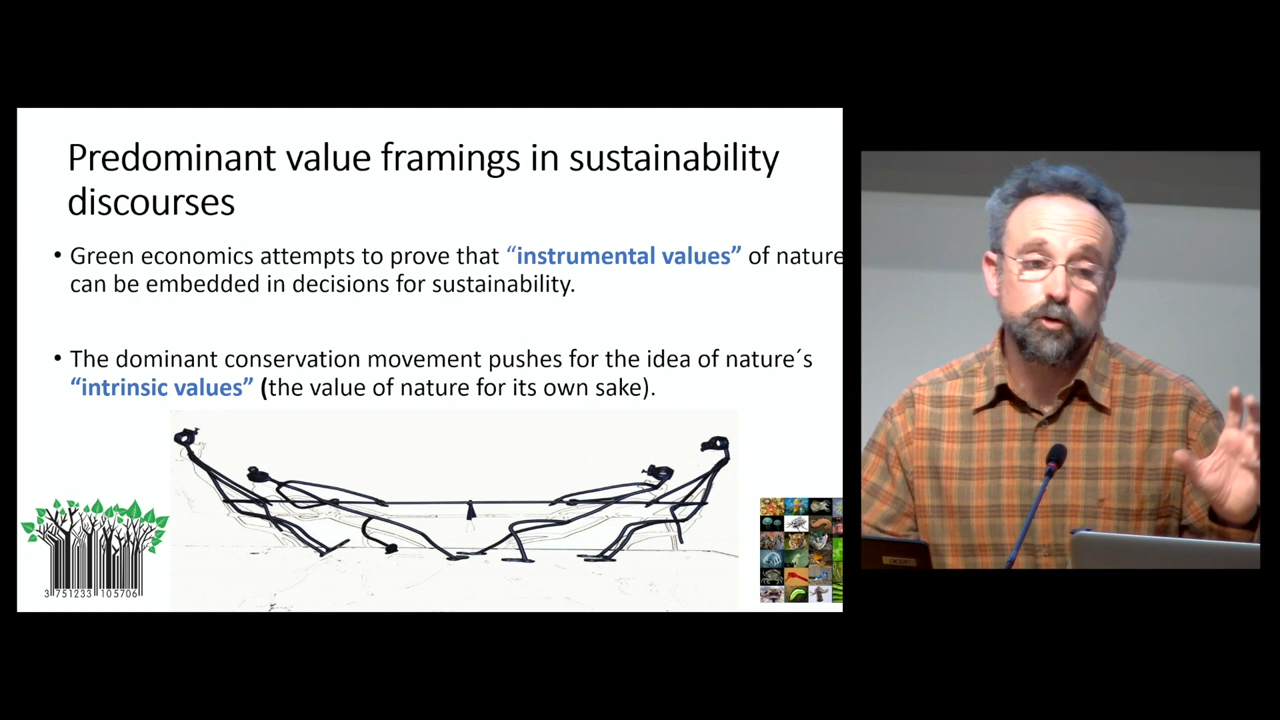 Predominant value framings in sustainability
discourses
• Green economics attempts to prove that “instrumental values” of nature
can be embedded in decisions for sustainability.
• The dominant conservation movement pushes for the idea of nature´s
“intrinsic values” (the value of nature for its own sake).
3 751233 105706
acer